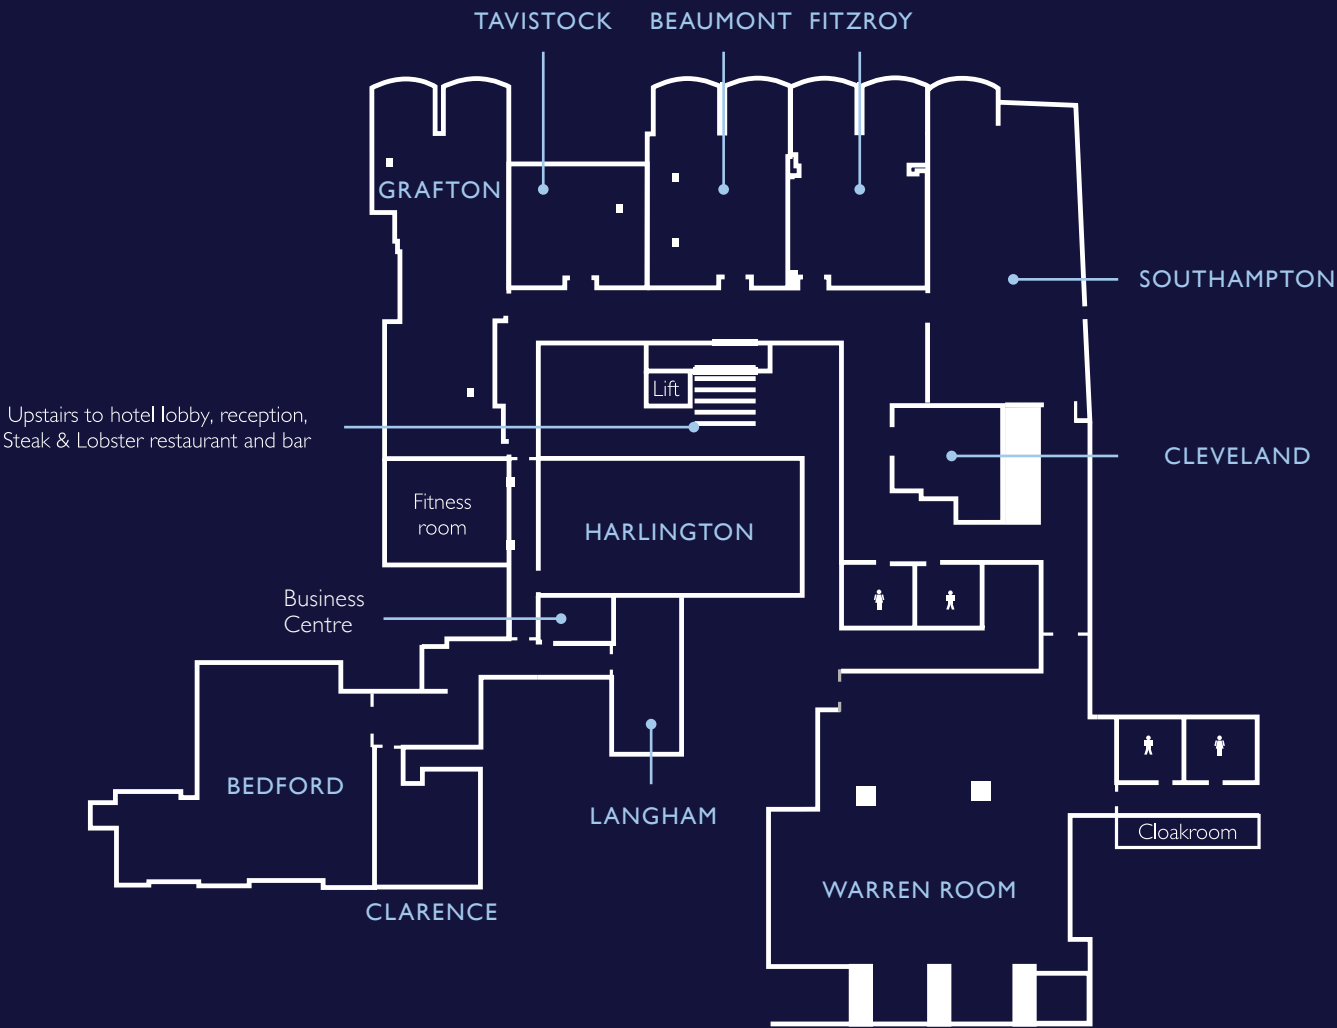 TAVISTOCK
BEAUMONT
FITZROY
GRAFTON
SOUTHAMPTON
Lift
Upstairs to hotel lobby, reception,
Steak & Lobster restaurant and bar
CLEVELAND
Fitness
room
HARLINGTON
Business
Centre
BEDFORD
LANGHAM
Cloakroom
WARREN ROOM
CLARENCE